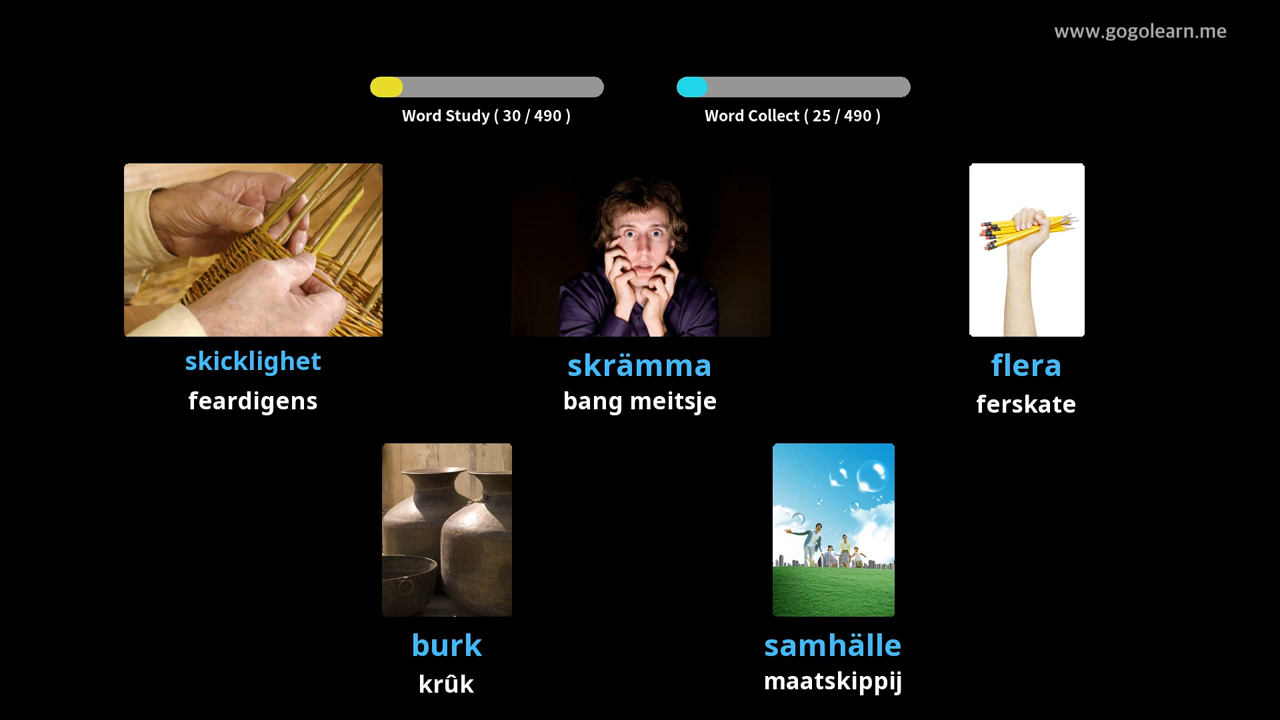 www.gogolearn.me
Word Study ( 30 / 490 )
Word Collect ( 25 / 490 )
skicklighet
feardigens
skrämma
bang meitsje
flera
ferskate
burk
krûk
samhälle
maatskippij